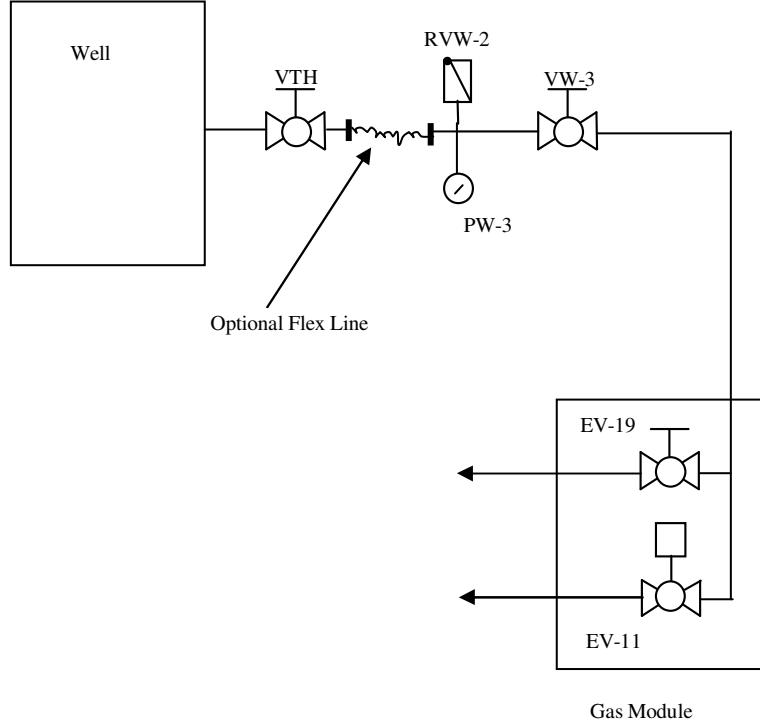 RVW-2
Well
VTH
VW-3
PW-3
Optional Flex Line
EV-19
EV-11
Gas Module